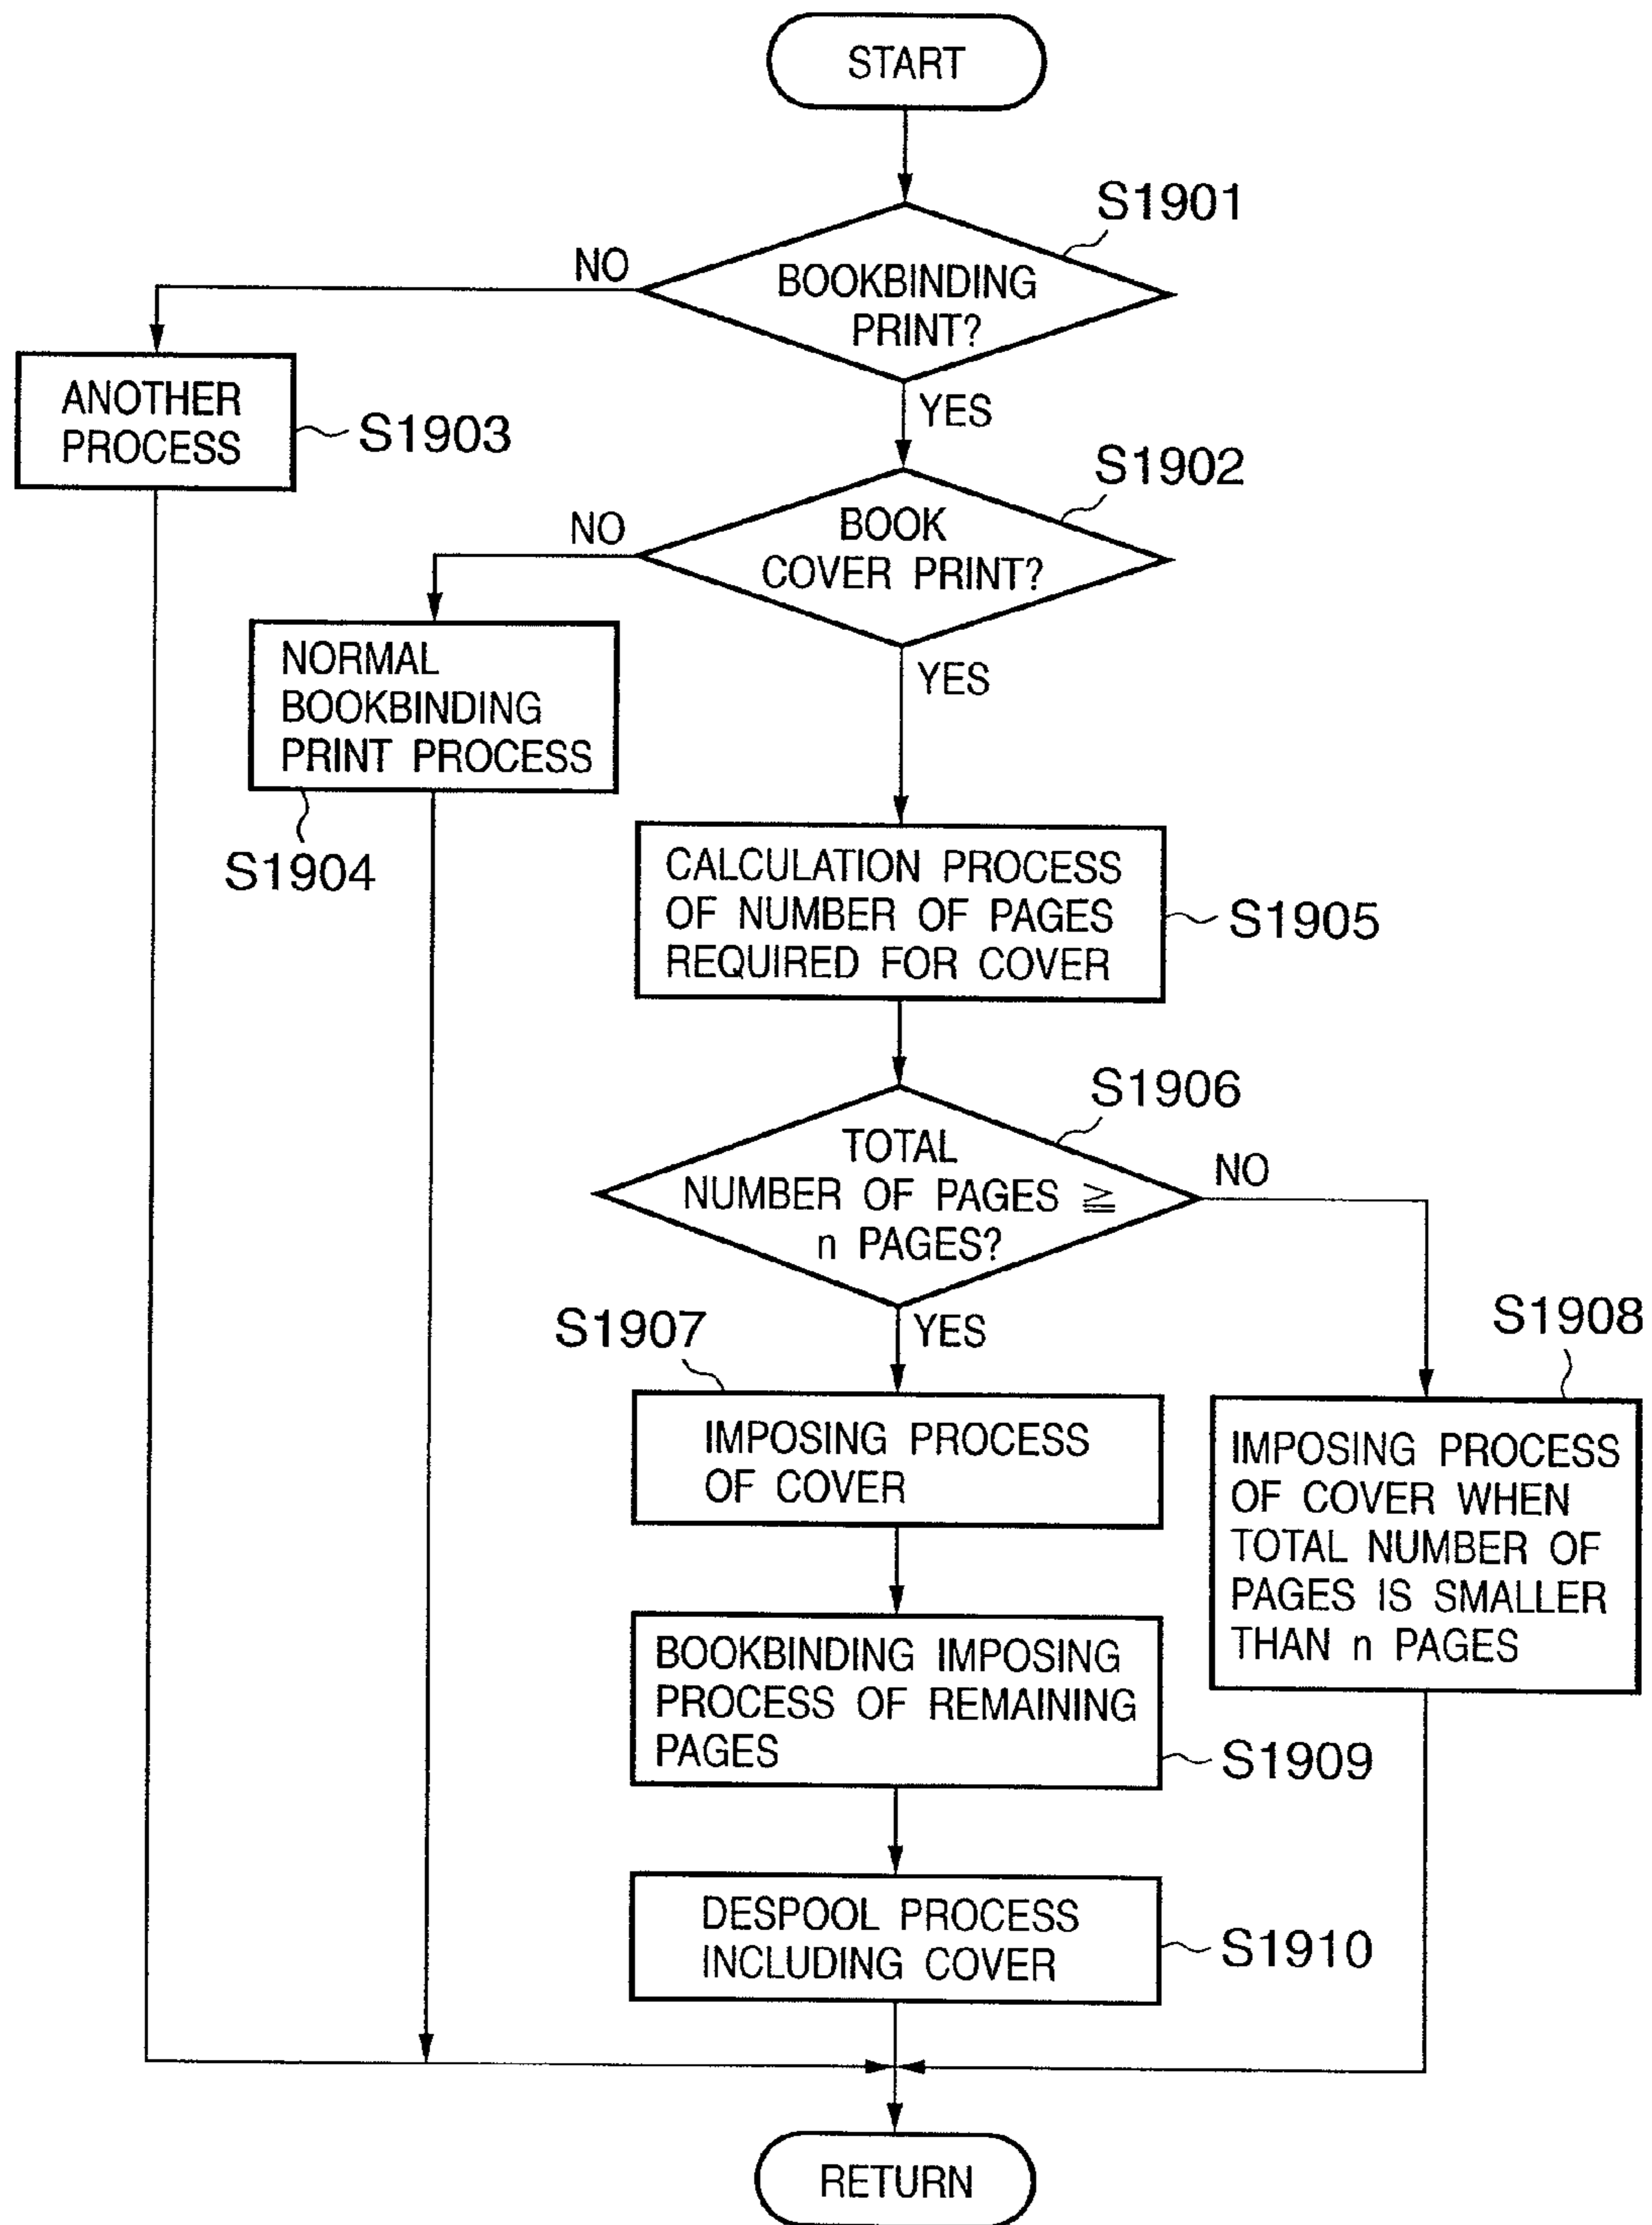 START
S1901
NO
BOOKBINDING
PRINT?
YES
ANOTHER
PROCESS
S1903
S1902
NO
BOOK
COVER PRINT?
YES
NORMAL
BOOKBINDING
PRINT PROCESS
S1904
CALCULATION PROCESS
OF NUMBER OF PAGES
REQUIRED FOR COVER
S1905
S1906
TOTAL
NUMBER OF PAGES ≧
n PAGES?
NO
YES
S1907
IMPOSING PROCESS
OF COVER
S1908
IMPOSING PROCESS
OF COVER WHEN
TOTAL NUMBER OF
PAGES IS SMALLER
THAN n PAGES
BOOKBINDING IMPOSING
PROCESS OF REMAINING
PAGES
S1909
DESPOOL PROCESS
INCLUDING COVER
S1910
RETURN